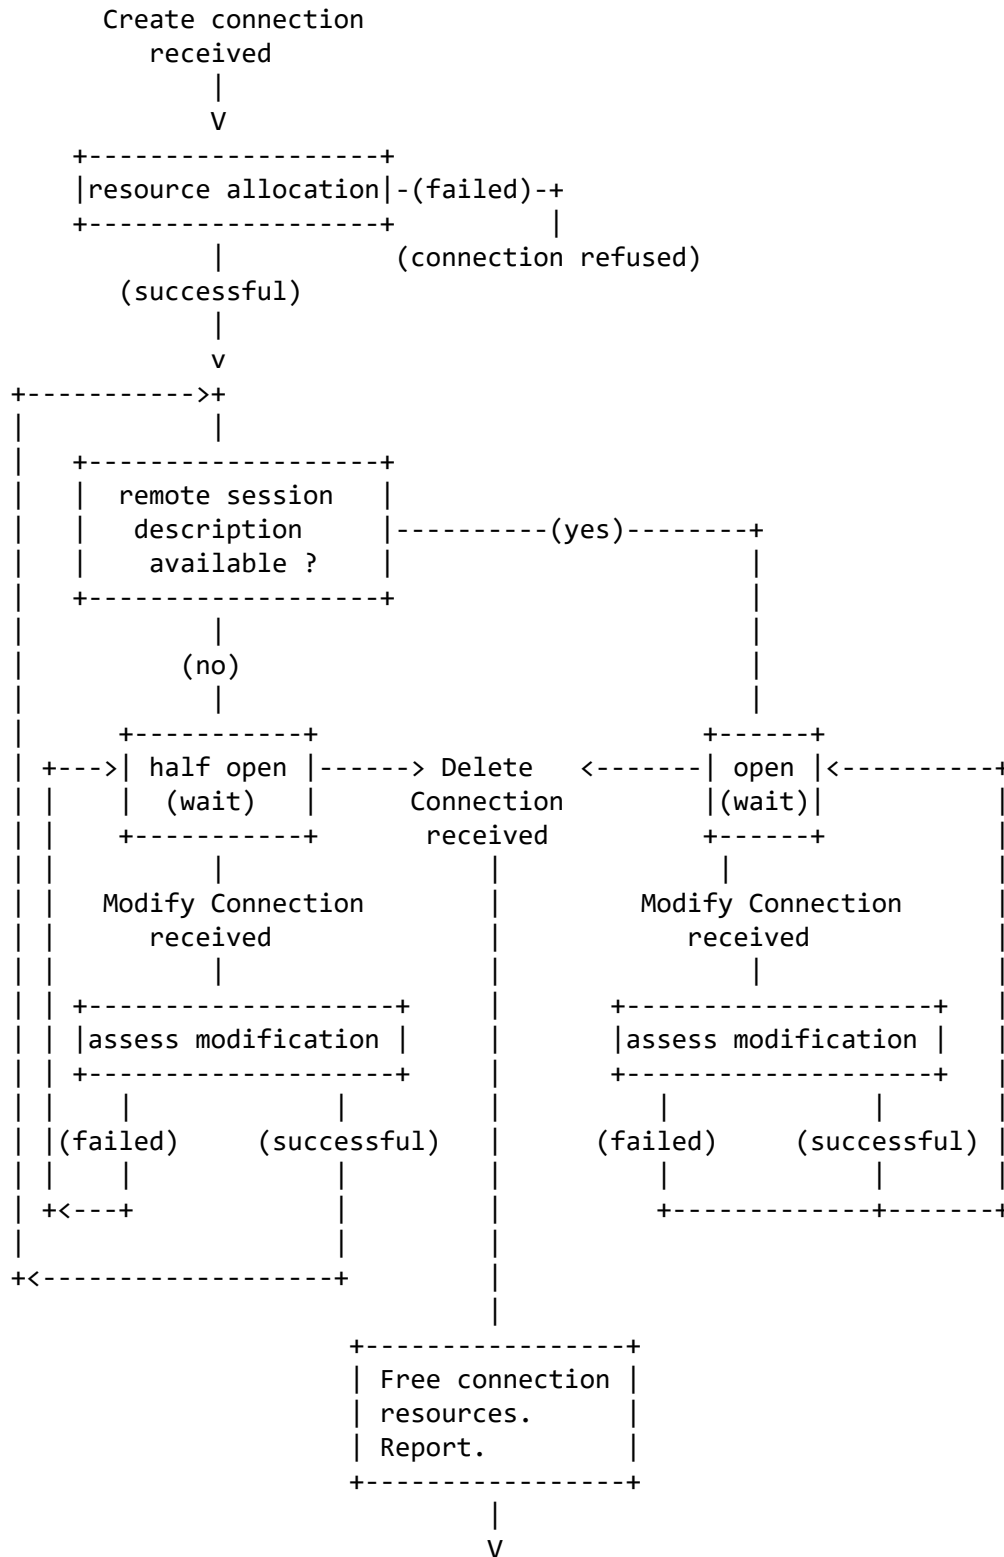 Create connection
received
V
resource allocation -(failed)-
(connection refused)
(successful)
v
remote session
description (yes)
available ?
(no)
half open Delete open
(wait) Connection (wait)
received
Modify Connection Modify Connection
received received
assess modification assess modification
(failed) (successful) (failed) (successful)
Free connection
resources.
Report.
V